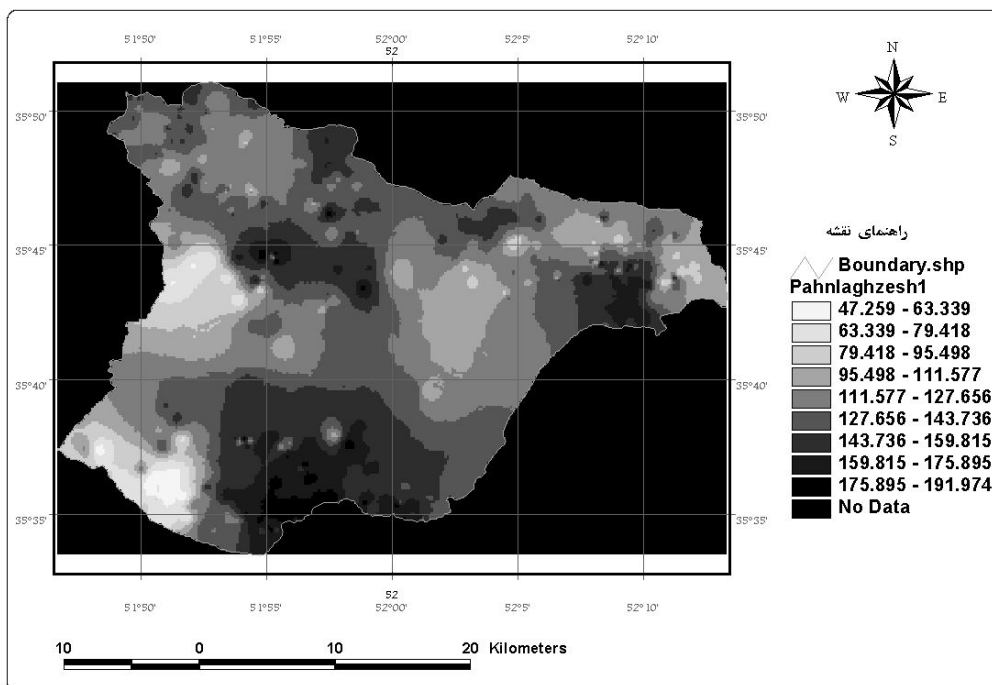 51°50' 51°55' 52°00' 52°5' 52°10'
52
N
W E
S
35°50' 35°50'
35°45' 35°45'
35°40' 35°40'
35°35' 35°35'
راهنمای نقشه
Boundary.shp
Pahnlaghzesh1
47.259 - 63.339
63.339 - 79.418
79.418 - 95.498
95.498 - 111.577
111.577 - 127.656
127.656 - 143.736
143.736 - 159.815
159.815 - 175.895
175.895 - 191.974
No Data
52
51°50' 51°55' 52°00' 52°5' 52°10'
10 0 10 20 Kilometers